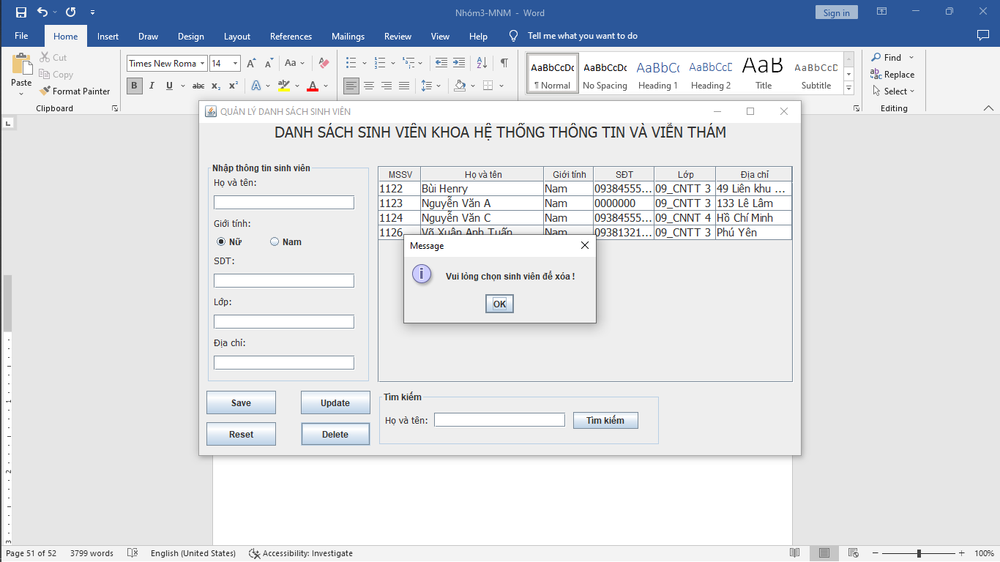 Nhóm3-MNM - Word
Sign in
File Home Insert Draw Design Layout References Mailings Review View Help Tell me what you want to do
Paste
Cut
Copy
Format Painter
Clipboard
Times New Roma 14
AaBbCcDc AaBbCcDc AaBbCc AaBbCcD AaB AaBbCcD
¶ Normal No Spacing Heading 1 Heading 2 Title Subtitle
Find
Replace
Select
Editing
QUẢN LÝ DANH SÁCH SINH VIÊN
DANH SÁCH SINH VIÊN KHOA HỆ THỐNG THÔNG TIN VÀ VIỄN THÁM
Nhập thông tin sinh viên
Họ và tên:
Giới tính:
Nữ Nam
SDT:
Lớp:
Địa chỉ:
MSSV Họ và tên Giới tính SĐT Lớp Địa chỉ
1122 Bùi Henry Nam 09384555... 09_CNTT 3 49 Liên khu ...
1123 Nguyễn Văn A Nam 0000000 09_CNTT 3 133 Lê Lâm
1124 Nguyễn Văn C Nam 09384555... 09_CNNT 4 Hồ Chí Minh
1126 Võ Xuân Anh Tuấn Nam 09381321... 09_CNTT 3 Phú Yên
Message
Vui lòng chọn sinh viên để xóa !
OK
Save Update
Reset Delete
Tìm kiếm
Họ và tên:
Tìm kiếm
Page 51 of 52 3799 words English (United States) Accessibility: Investigate 100%